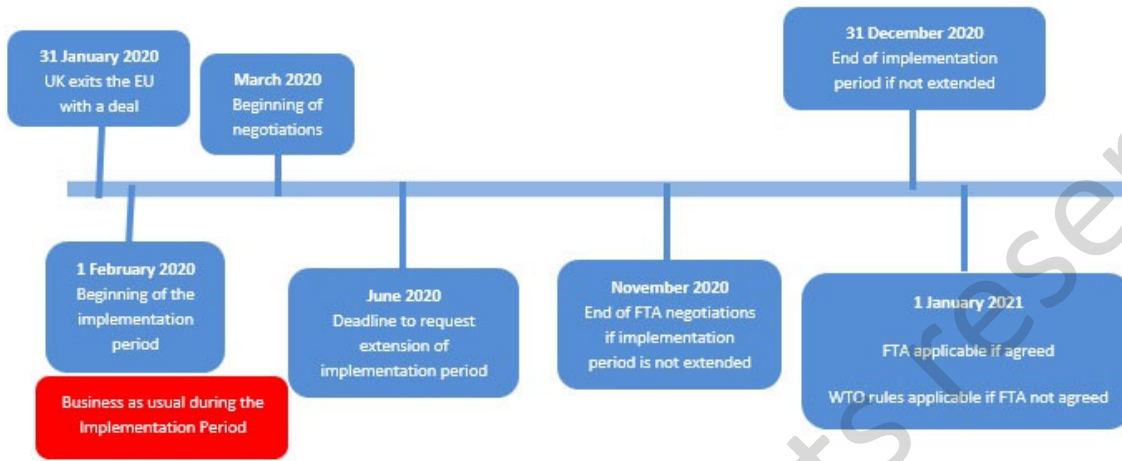 31 January 2020
UK exits the EU
with a deal
March 2020
Beginning of
negotiations
31 December 2020
End of implementation
period if not extended
1 February 2020
Beginning of the
implementation
period
June 2020
Deadline to request
extension of
implementation period
November 2020
End of FTA negotiations
if implementation
period is not extended
1 January 2021
FTA applicable if agreed
WTO rules applicable if FTA not agreed
Business as usual during the
Implementation Period